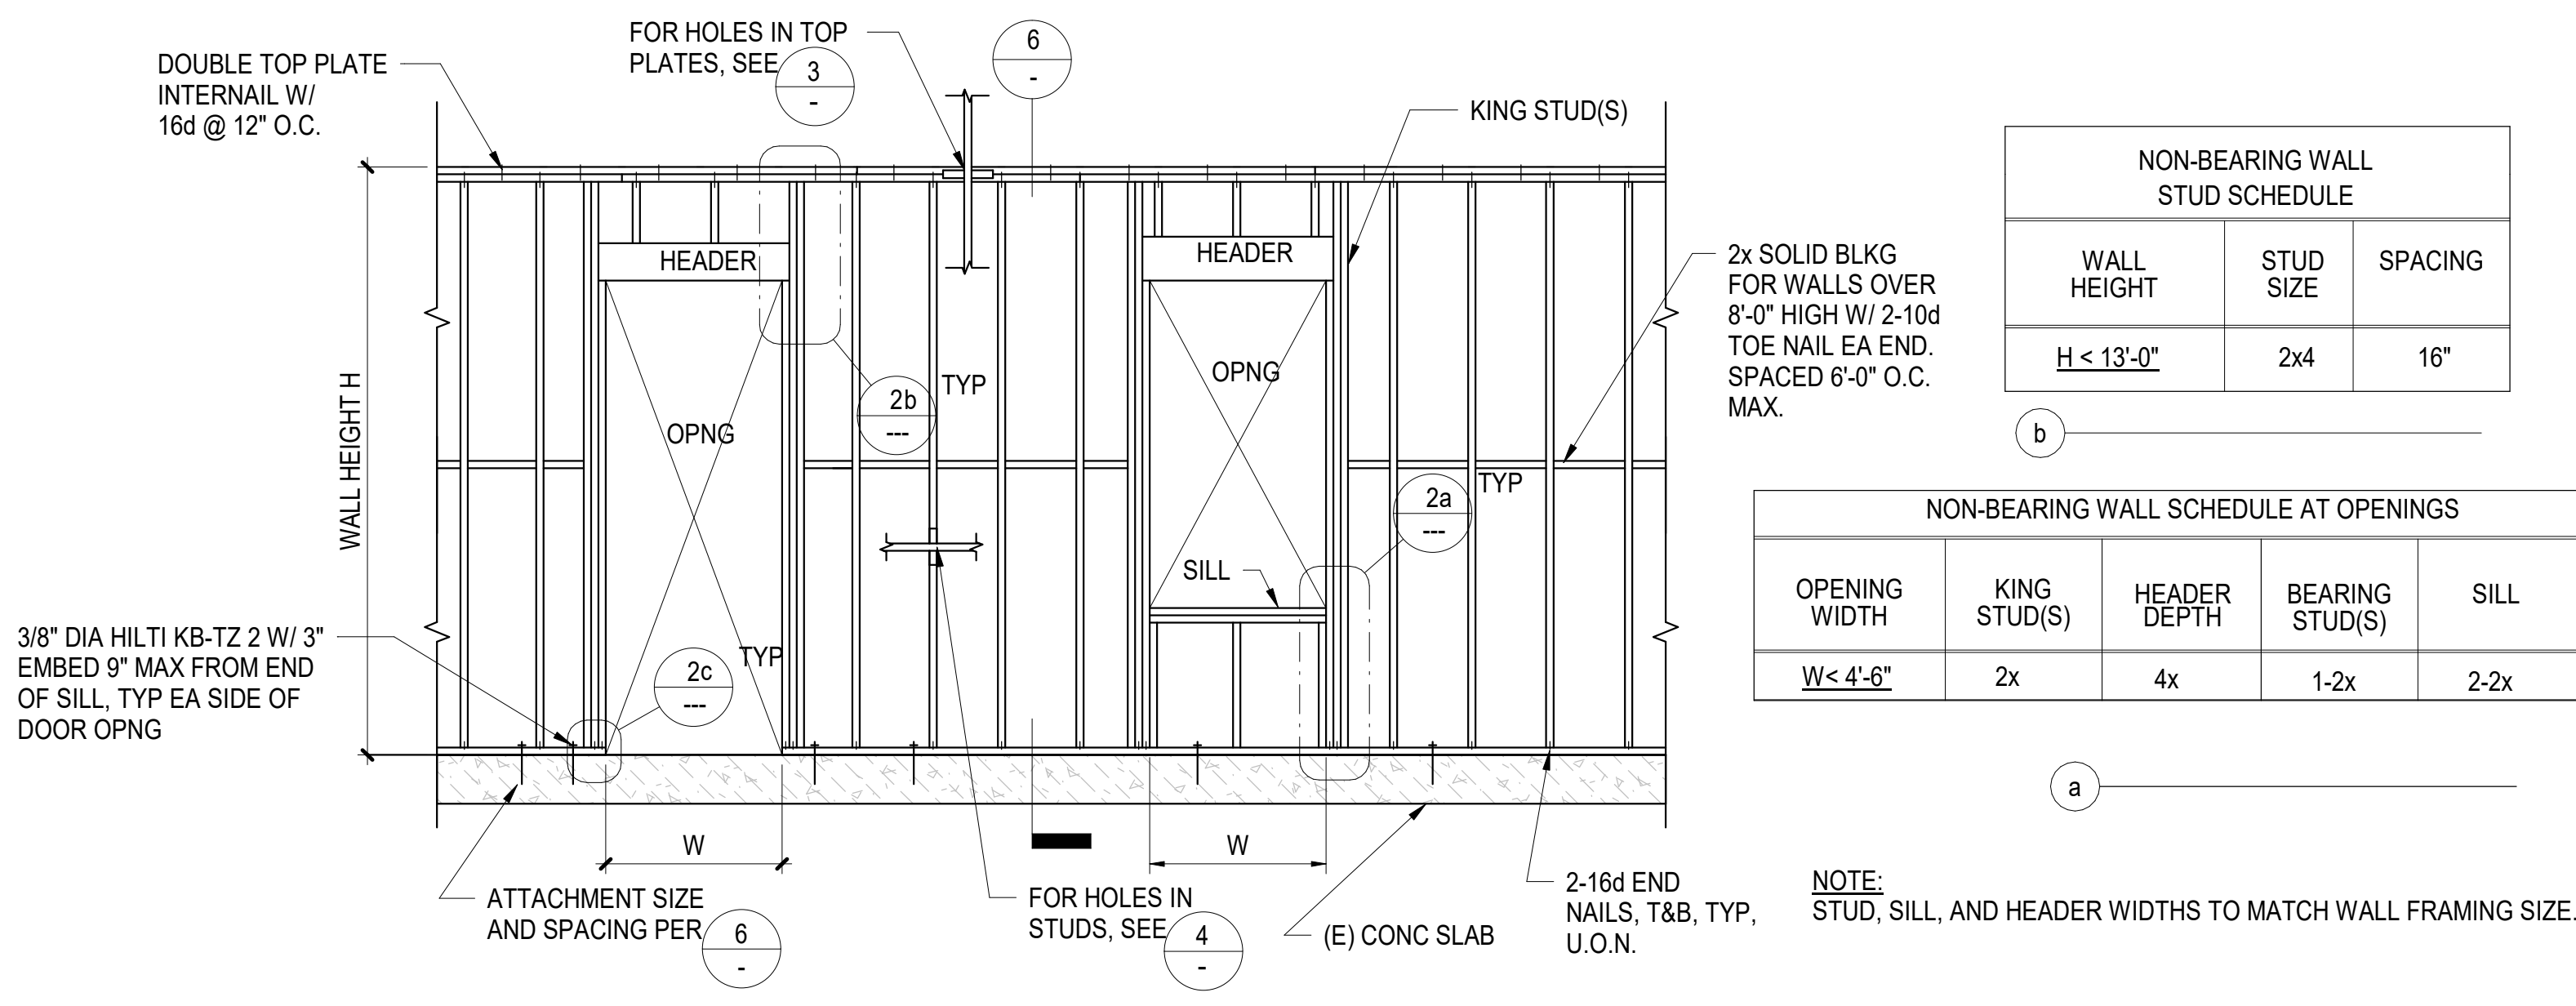 DOUBLE TOP PLATE
INTERNAIL W/
16d @ 12" O.C.
FOR HOLES IN TOP
PLATES, SEE
3
-
6
-
KING STUD(S)
HEADER
HEADER
2x SOLID BLKG
FOR WALLS OVER
8'-0" HIGH W/ 2-10d
TOE NAIL EA END.
SPACED 6'-0" O.C.
MAX.
WALL HEIGHT H
OPNG
OPNG
2b
---
TYP
2a
---
TYP
SILL
3/8" DIA HILTI KB-TZ 2 W/ 3"
EMBED 9" MAX FROM END
OF SILL, TYP EA SIDE OF
DOOR OPNG
2c
---
TYP
W
W
ATTACHMENT SIZE
AND SPACING PER
6
-
FOR HOLES IN
STUDS, SEE
4
-
(E) CONC SLAB
2-16d END
NAILS, T&B, TYP,
U.O.N.
NON-BEARING WALL
STUD SCHEDULE
WALL
HEIGHT
STUD
SIZE
SPACING
H < 13'-0"
2x4
16"
b
NON-BEARING WALL SCHEDULE AT OPENINGS
OPENING
WIDTH
KING
STUD(S)
HEADER
DEPTH
BEARING
STUD(S)
SILL
W< 4'-6"
2x
4x
1-2x
2-2x
a
NOTE:
STUD, SILL, AND HEADER WIDTHS TO MATCH WALL FRAMING SIZE.